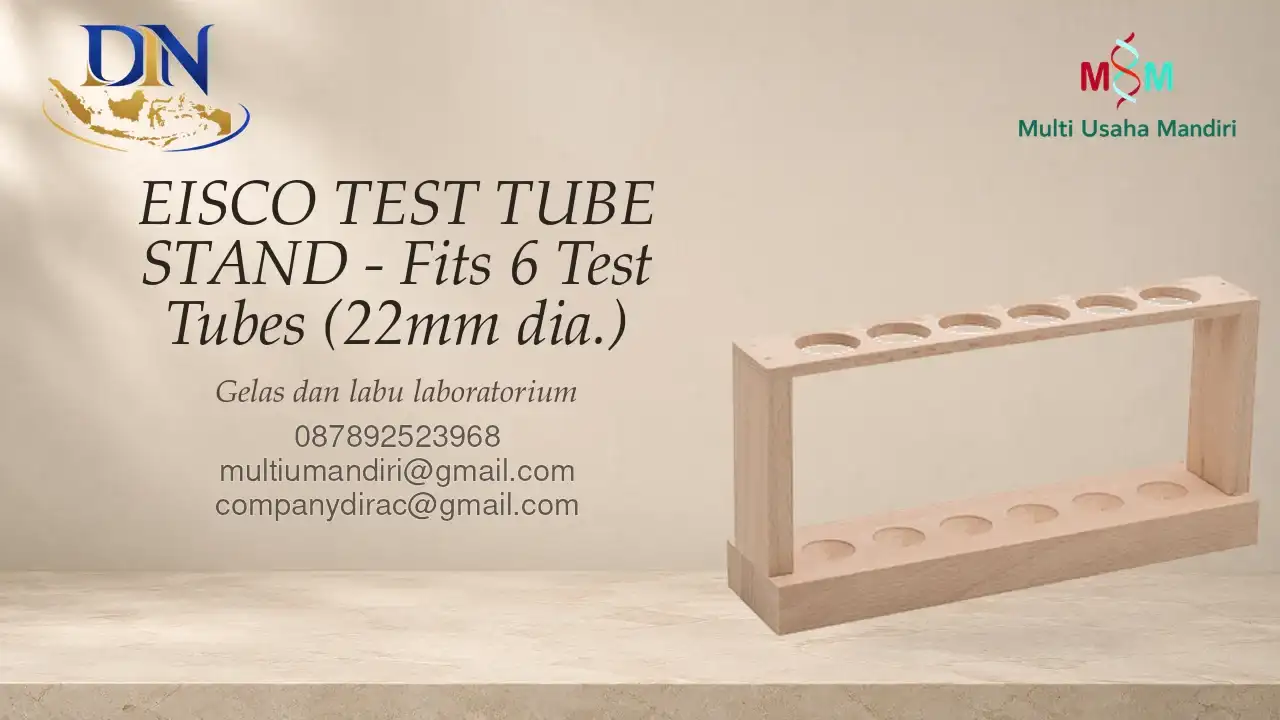 DIN
MSM
Multi Usaha Mandiri
EISCO TEST TUBE
STAND - Fits 6 Test
Tubes (22mm dia.)
Gelas dan labu laboratorium
087892523968
multiumandiri@gmail.com
companydirac@gmail.com